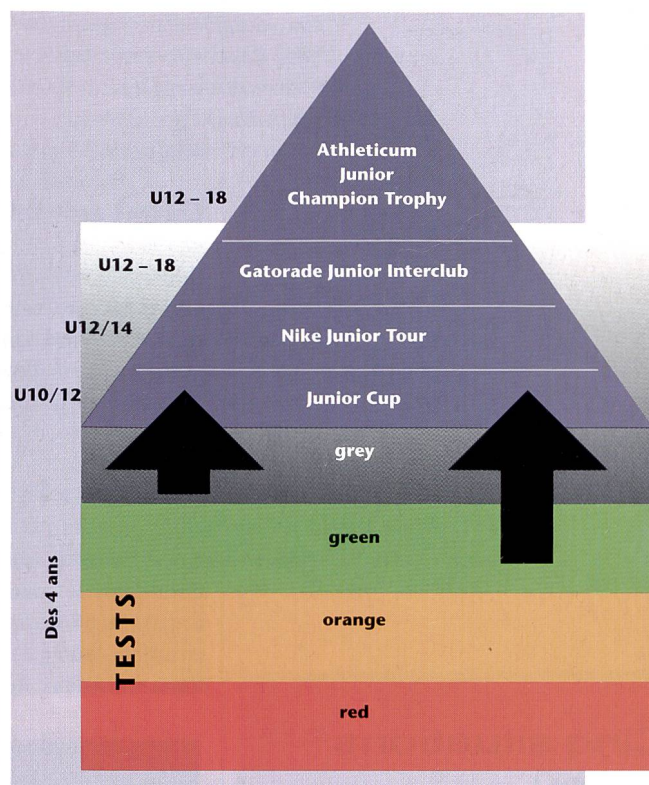 Athleticum
Junior
Champion Trophy
U12 – 18
U12 – 18
Gatorade Junior Interclub
U12/14
Nike Junior Tour
U10/12
Junior Cup
grey
green
Dès 4 ans
TESTS
orange
red